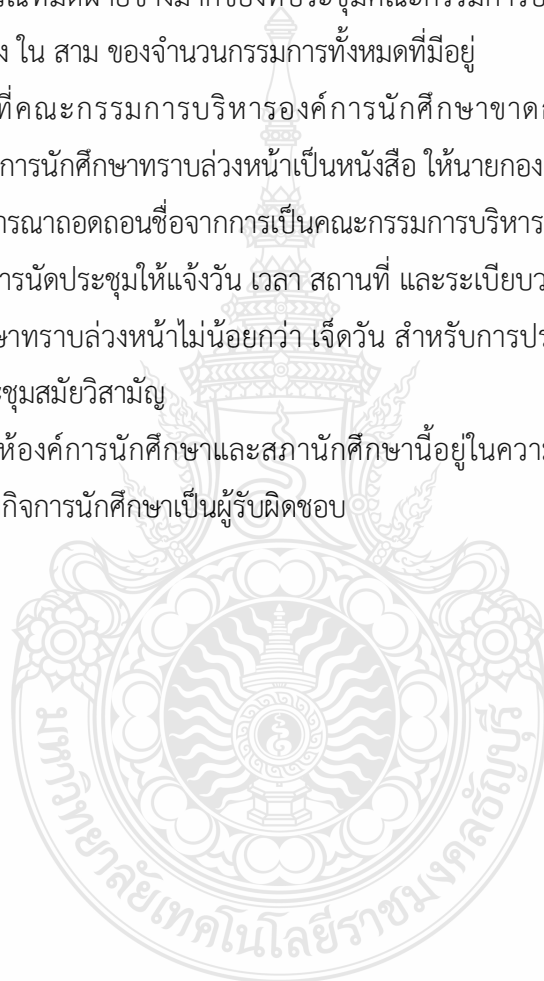 ง ใน สาม ของจำนวนกรรมการทั้งหมดที่มีอยู่
ที่คณะกรรมการบริหารองค์การนักศึกษาขาด
การนักศึกษาทราบล่วงหน้าเป็นหนังสือ ให้นายกอง
ารณาถอดถอนชื่อจากการเป็นคณะกรรมการบริหาร
ารนัดประชุมให้แจ้งวัน เวลา สถานที่ และระเบียบว
ษาทราบล่วงหน้าไม่น้อยกว่า เจ็ดวัน สำหรับการประ
ะชุมสมัยวิสามัญ
ห้องค์การนักศึกษาและสภานักศึกษานี้อยู่ในความ
กิจการนักศึกษาเป็นผู้รับผิดชอบ
มหาวิทยาลัยเทคโนโลยีราชมงคลธัญบุรี